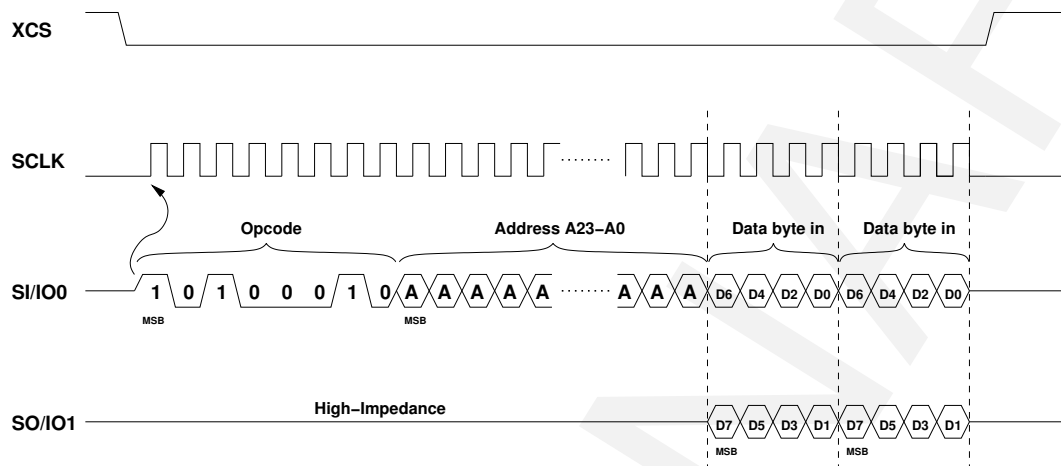 XCS
SCLK
Opcode Address A23−A0 Data byte in Data byte in
SI/IO0 1 0 1 0 0 0 1 0 A A A A A A A A D6 D4 D2 D0 D6 D4 D2 D0
MSB MSB
High−Impedance
SO/IO1 D7 D5 D3 D1 D7 D5 D3 D1
MSB MSB